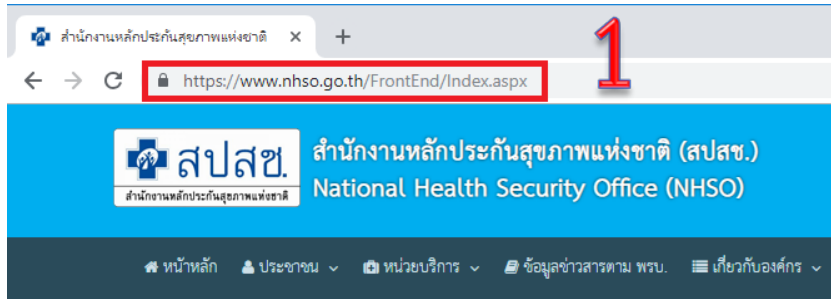 สำนักงานหลักประกันสุขภาพแห่งชาติ
1
https://www.nhso.go.th/FrontEnd/Index.aspx
สปสช.
สำนักงานหลักประกันสุขภาพแห่งชาติ
สำนักงานหลักประกันสุขภาพแห่งชาติ (สปสช.)
National Health Security Office (NHSO)
หน้าหลัก ประชาชน หน่วยบริการ ข้อมูลข่าวสารตาม พรบ. เกี่ยวกับองค์กร